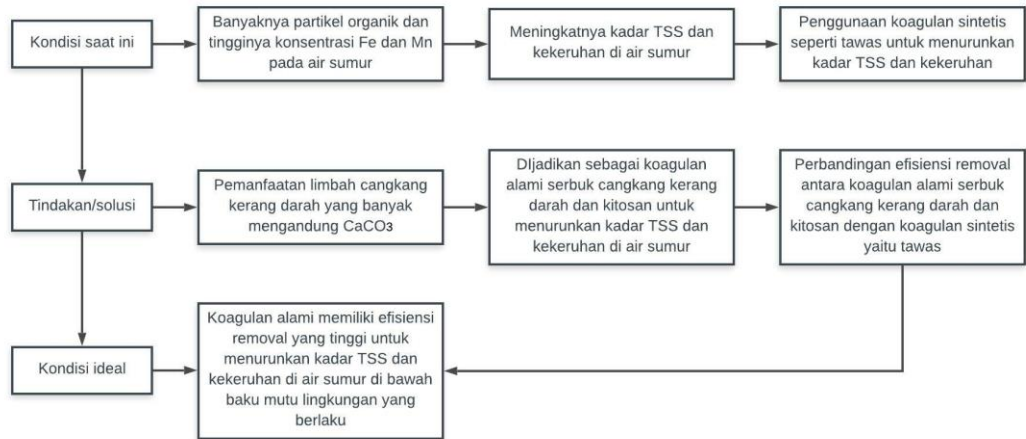 Kondisi saat ini
Banyaknya partikel organik dan
tingginya konsentrasi Fe dan Mn
pada air sumur
Meningkatnya kadar TSS dan
kekeruhan di air sumur
Penggunaan koagulan sintetis
seperti tawas untuk menurunkan
kadar TSS dan kekeruhan
Tindakan/solusi
Pemanfaatan limbah cangkang
kerang darah yang banyak
mengandung CaCO3
DIjadikan sebagai koagulan
alami serbuk cangkang kerang
darah dan kitosan untuk
menurunkan kadar TSS dan
kekeruhan di air sumur
Perbandingan efisiensi removal
antara koagulan alami serbuk
cangkang kerang darah dan
kitosan dengan koagulan sintetis
yaitu tawas
Kondisi ideal
Koagulan alami memiliki efisiensi
removal yang tinggi untuk
menurunkan kadar TSS dan
kekeruhan di air sumur di bawah
baku mutu lingkungan yang
berlaku